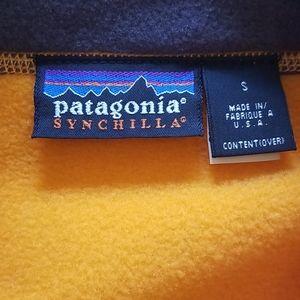 patagonia®
SYNCHILLA®
S
MADE IN/
FABRIQUE A
U.S.A.
CONTENT(OVER)